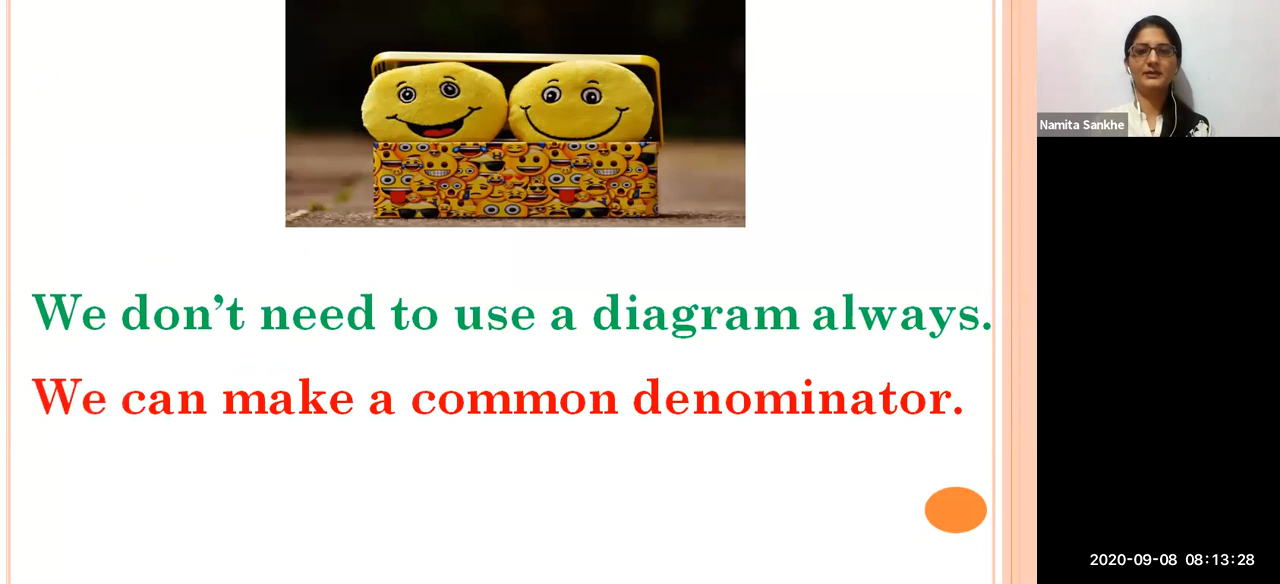 Namita Sankhe
We don’t need to use a diagram always.
We can make a common denominator.
2020-09-08 08:13:28